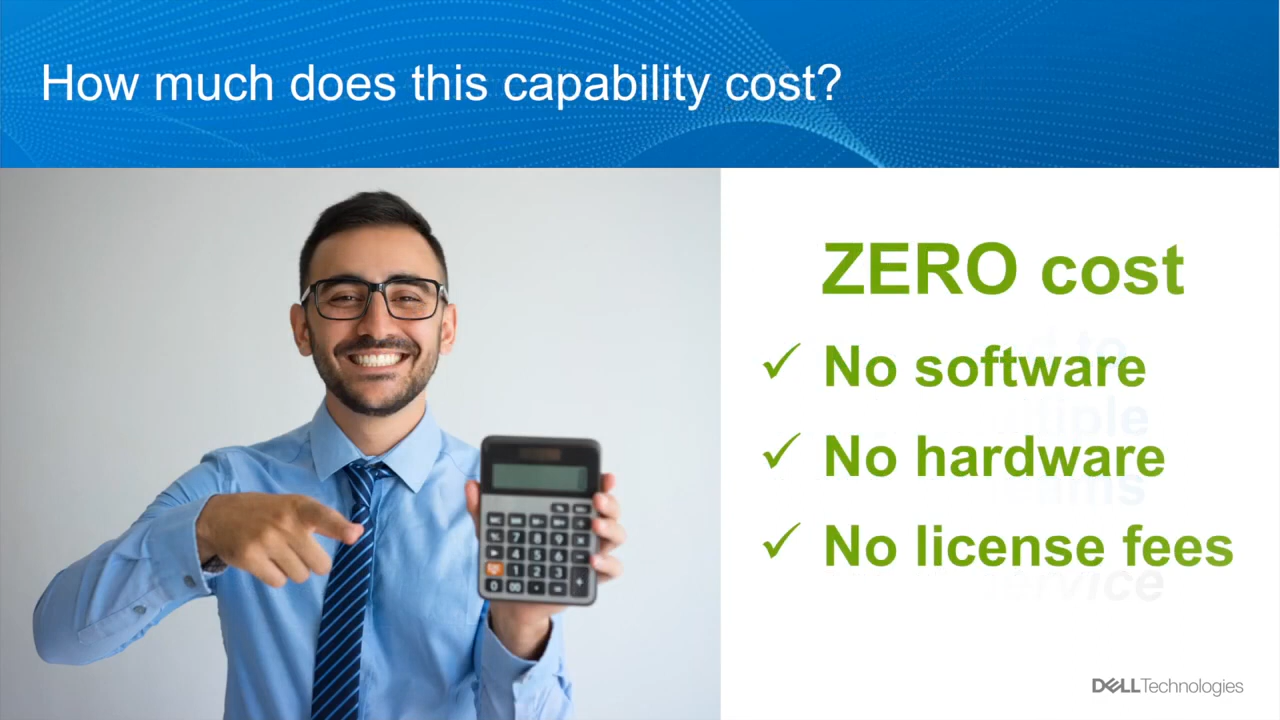 How much does this capability cost?
ZERO cost
✓ No software
✓ No hardware
✓ No license fees
DELLTechnologies